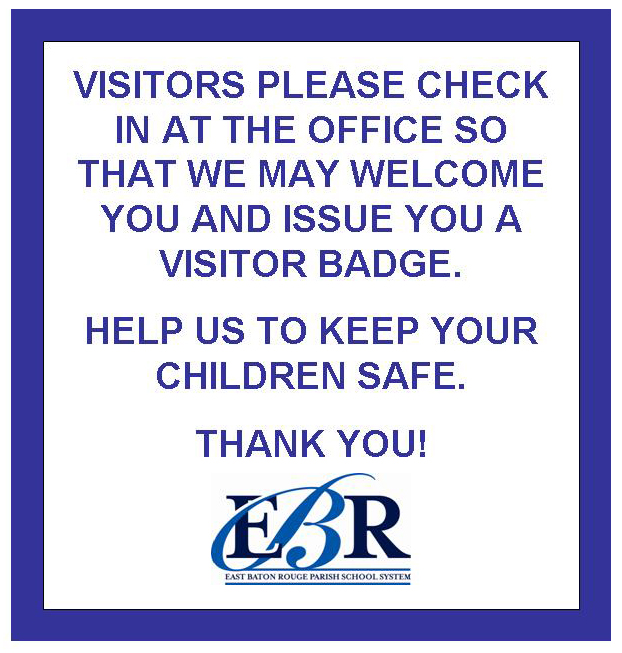 VISITORS PLEASE CHECK
IN AT THE OFFICE SO
THAT WE MAY WELCOME
YOU AND ISSUE YOU A
VISITOR BADGE.
HELP US TO KEEP YOUR
CHILDREN SAFE.
THANK YOU!
EBR
EAST BATON ROUGE PARISH SCHOOL SYSTEM